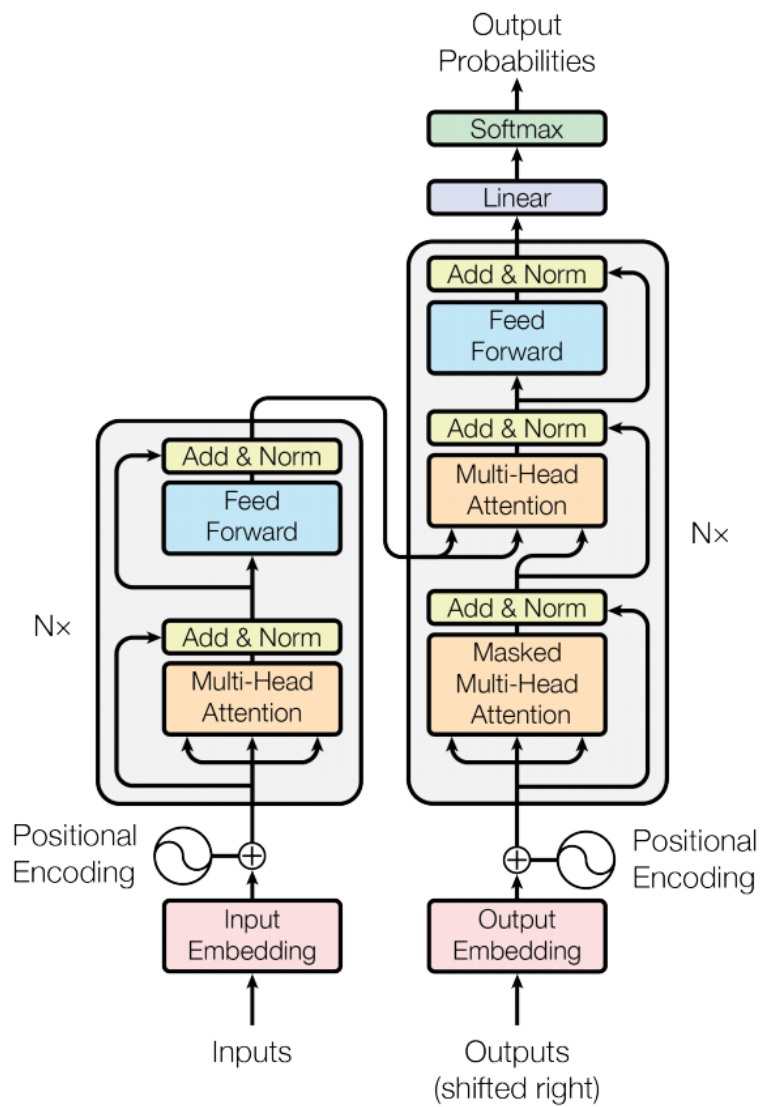 Output
Probabilities
Softmax
Linear
Add & Norm
Feed
Forward
Add & Norm
Multi-Head
Attention
Add & Norm
Masked
Multi-Head
Attention
Nx
Add & Norm
Feed
Forward
Add & Norm
Multi-Head
Attention
Nx
Positional
Encoding
Positional
Encoding
Input
Embedding
Output
Embedding
Inputs
Outputs
(shifted right)